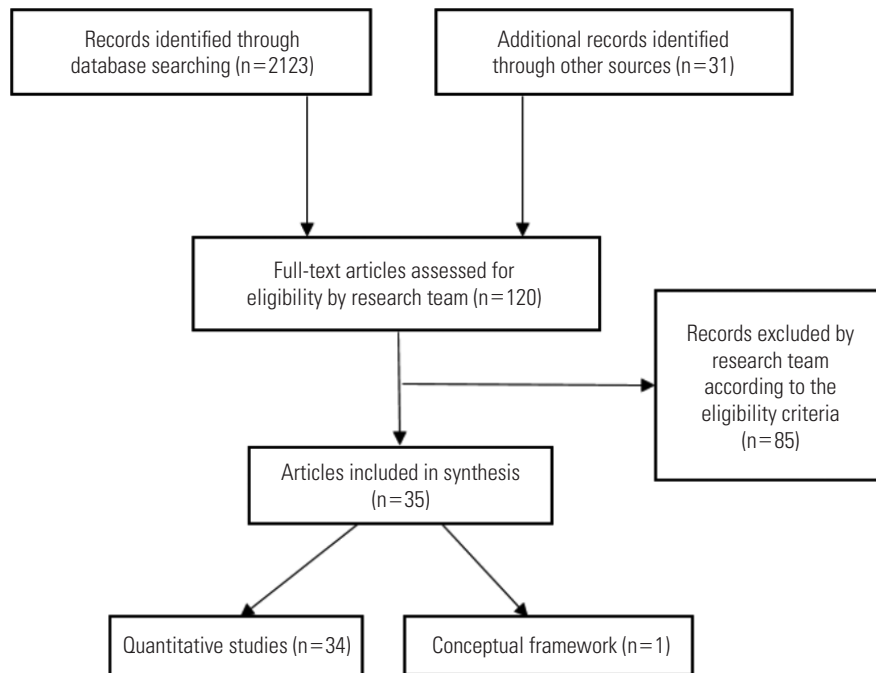 Records identified through
database searching (n=2123)
Additional records identified
through other sources (n=31)
Full-text articles assessed for
eligibility by research team (n=120)
Records excluded by
research team
according to the
eligibility criteria
(n=85)
Articles included in synthesis
(n=35)
Quantitative studies (n=34)
Conceptual framework (n=1)